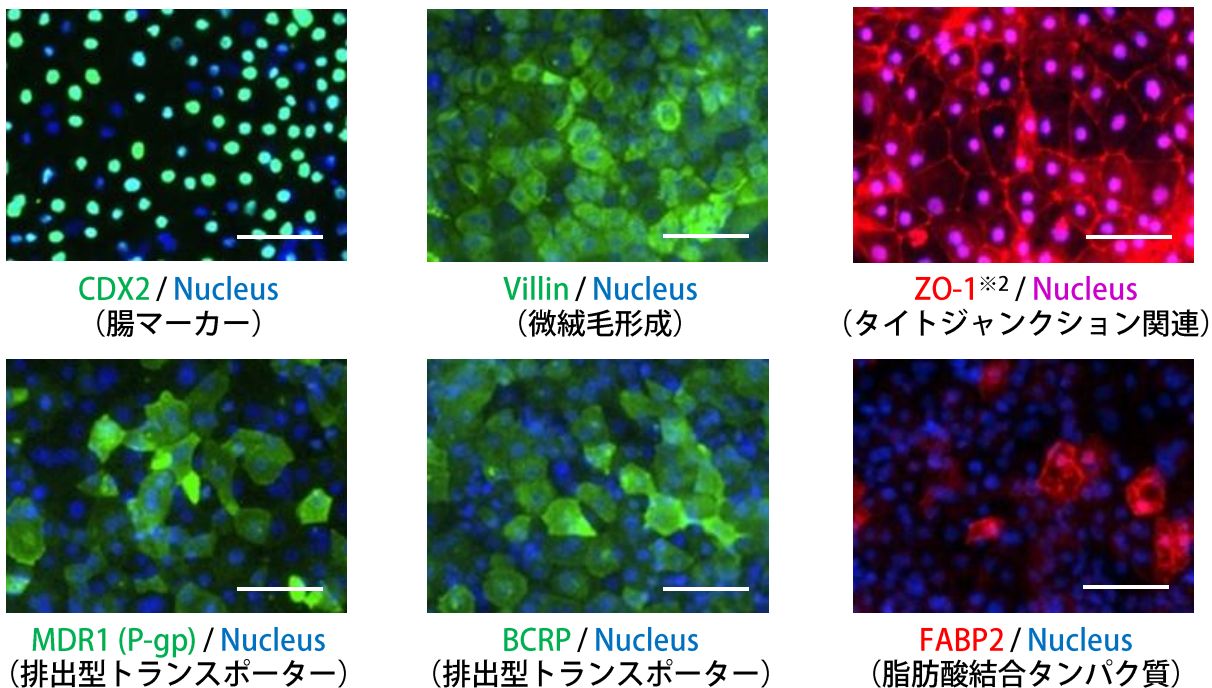 CDX2 / Nucleus
（腸マーカー）
Villin / Nucleus
（微絨毛形成）
ZO-1※2 / Nucleus
（タイトジャンクション関連）
MDR1 (P-gp) / Nucleus
（排出型トランスポーター）
BCRP / Nucleus
（排出型トランスポーター）
FABP2 / Nucleus
（脂肪酸結合タンパク質）